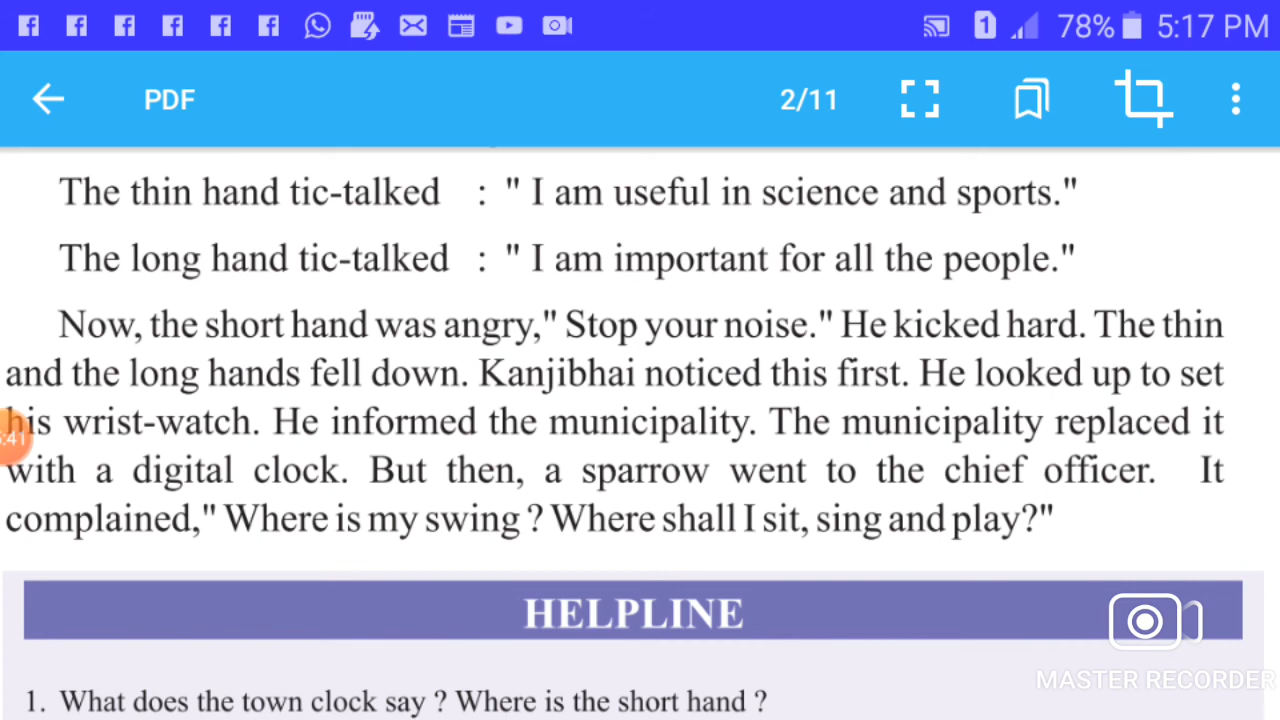 78% 5:17 PM
PDF 2/11
The thin hand tic-talked : " I am useful in science and sports."
The long hand tic-talked : " I am important for all the people."
Now, the short hand was angry," Stop your noise." He kicked hard. The thin
and the long hands fell down. Kanjibhai noticed this first. He looked up to set
his wrist-watch. He informed the municipality. The municipality replaced it
:41
with a digital clock. But then, a sparrow went to the chief officer. It
complained," Where is my swing ? Where shall I sit, sing and play?"
HELPLINE
MASTER RECORDER
1. What does the town clock say ? Where is the short hand ?